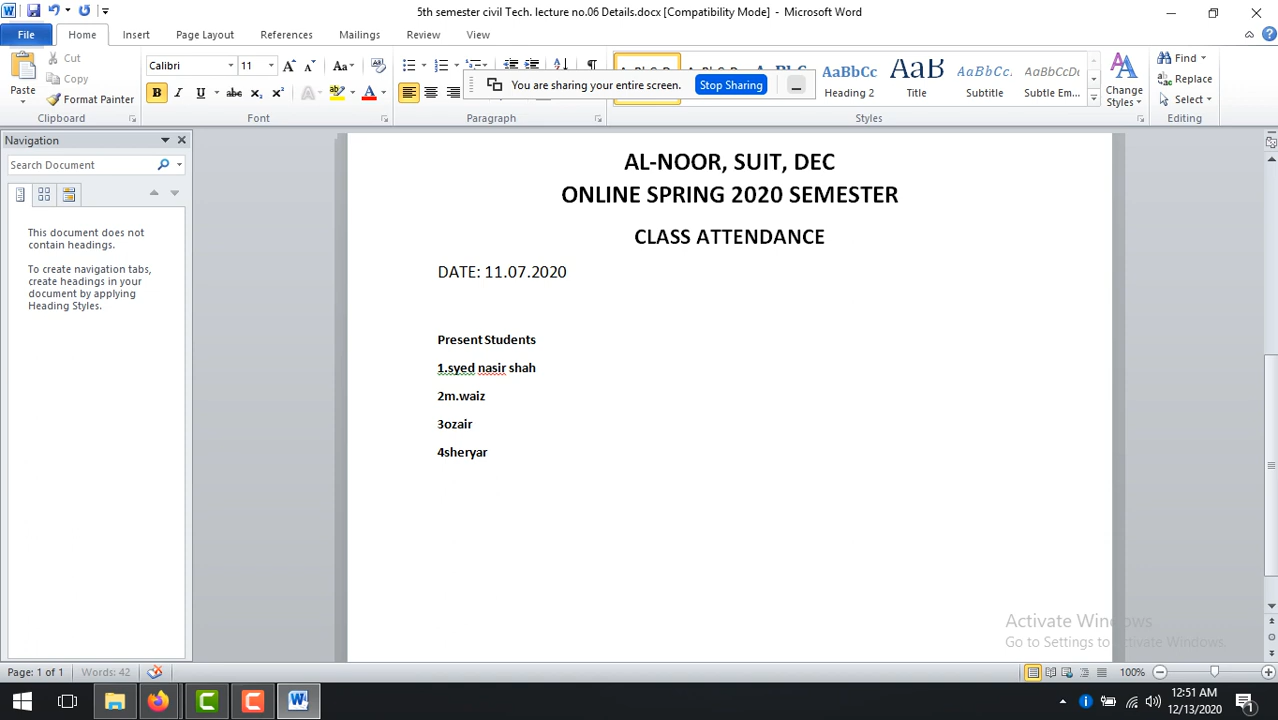 5th semester civil Tech. lecture no.06 Details.docx [Compatibility Mode] - Microsoft Word
File Home Insert Page Layout References Mailings Review View
Cut
Copy
Format Painter
Paste
Clipboard
Calibri 11
Font
You are sharing your entire screen. Stop Sharing
Paragraph
AaBbCc AaB AaBbCc. AaBbCcDı
Heading 2 Title Subtitle Subtle Em...
Styles
Change Styles
Find
Replace
Select
Editing
Navigation
Search Document
This document does not
contain headings.
To create navigation tabs,
create headings in your
document by applying
Heading Styles.
AL-NOOR, SUIT, DEC
ONLINE SPRING 2020 SEMESTER
CLASS ATTENDANCE
DATE: 11.07.2020
Present Students
1.syed nasir shah
2m.waiz
3ozair
4sheryar
Activate Windows
Go to Settings to Activate Windows.
Page: 1 of 1 Words: 42 100%
12:51 AM
12/13/2020